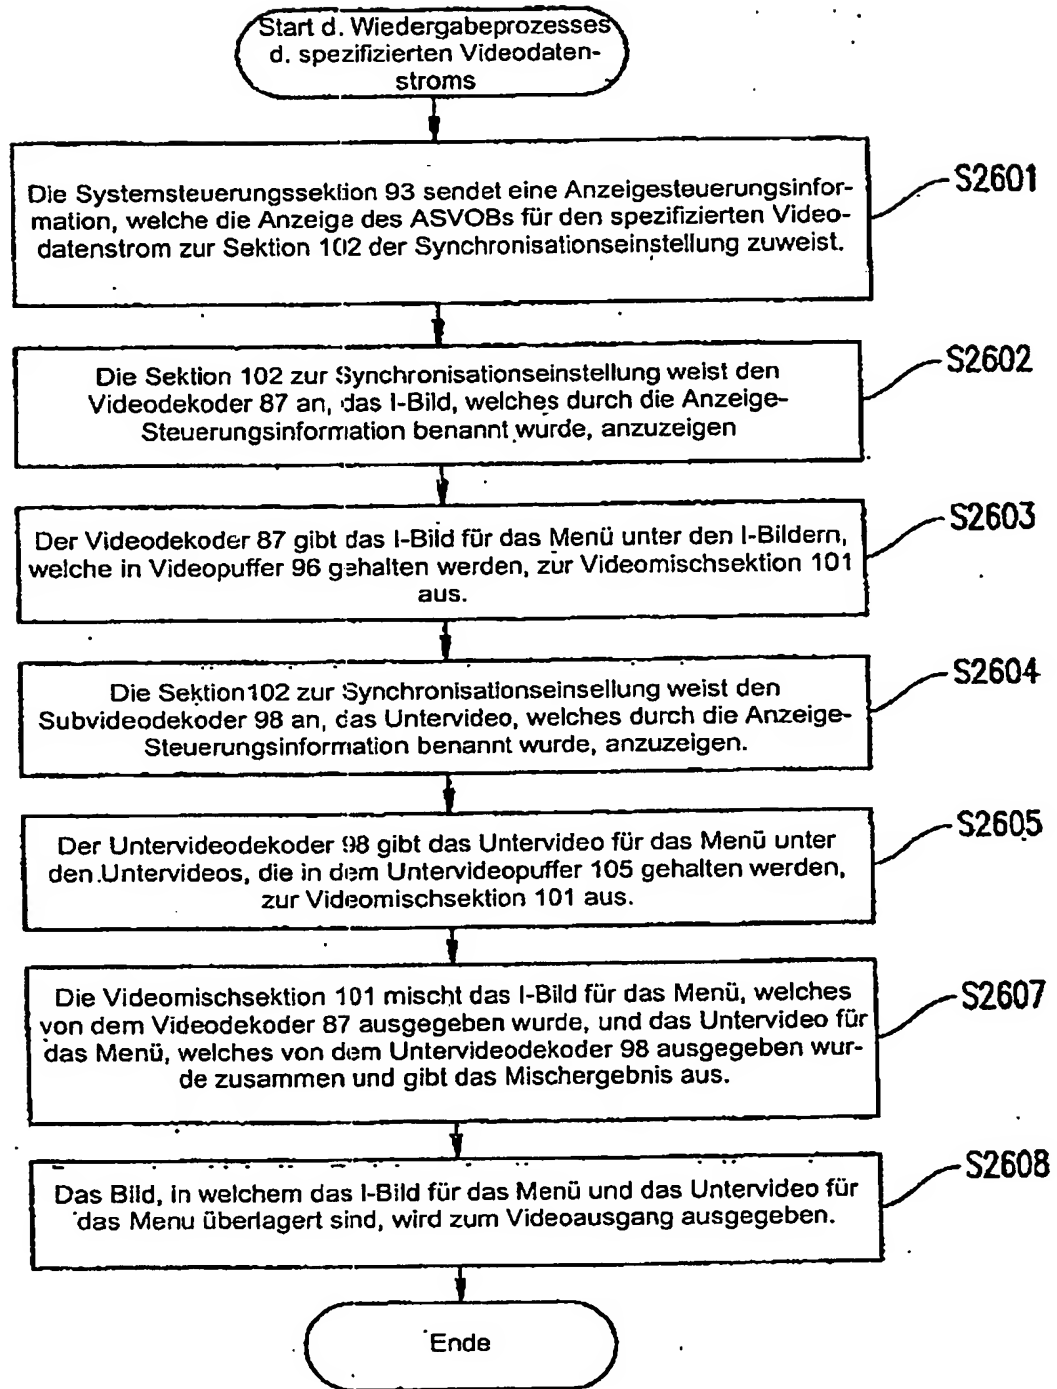 Start d. Wiedergabeprozesses
d. spezifizierten Videodaten-
stroms
Die Systemsteuerungssektion 93 sendet eine Anzeigesteuerungsinfor-
mation, welche die Anzeige des ASVOBs für den spezifizierten Video-
datenstrom zur Sektion 102 der Synchronisationseinstellung zuweist.
S2601
Die Sektion 102 zur Synchronisationseinstellung weist den
Videodekoder 87 an, das I-Bild, welches durch die Anzeige-
Steuerungsinformation benannt wurde, anzuzeigen
S2602
Der Videodekoder 87 gibt das I-Bild für das Menü unter den I-Bildern,
welche in Videopuffer 96 gehalten werden, zur Videomischsektion 101
aus.
S2603
Die Sektion 102 zur Synchronisationseinsellung weist den
Subvideodekoder 98 an, das Untervideo, welches durch die Anzeige-
Steuerungsinformation benannt wurde, anzuzeigen.
S2604
Der Untervideodekoder 98 gibt das Untervideo für das Menü unter
den Untervideos, die in dem Untervideopuffer 105 gehalten werden,
zur Videomischsektion 101 aus.
S2605
Die Videomischsektion 101 mischt das I-Bild für das Menü, welches
von dem Videodekoder 87 ausgegeben wurde, und das Untervideo für
das Menü, welches von dem Untervideodekoder 98 ausgegeben wur-
de zusammen und gibt das Mischergebnis aus.
S2607
Das Bild, in welchem das I-Bild für das Menü und das Untervideo für
das Menu überlagert sind, wird zum Videoausgang ausgegeben.
S2608
Ende